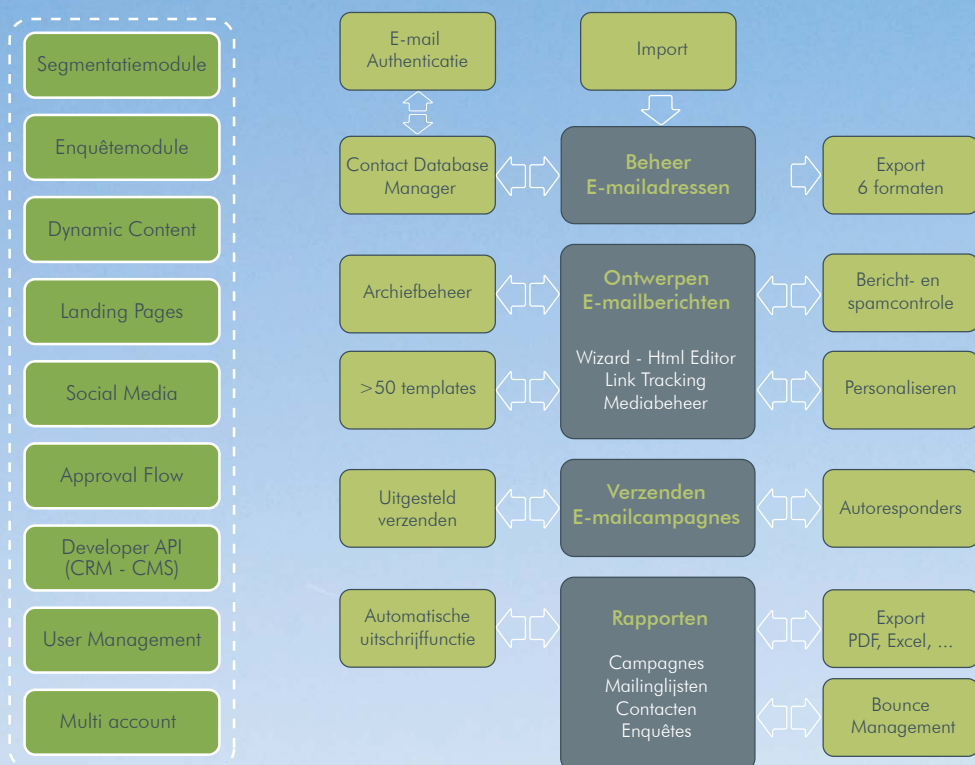 Segmentatiemodule
Enquêtemodule
Dynamic Content
Landing Pages
Social Media
Approval Flow
Developer API
(CRM - CMS)
User Management
Multi account
E-mail
Authenticatie
Import
Contact Database
Manager
Beheer
E-mailadressen
Export
6 formaten
Archiefbeheer
Ontwerpen
E-mailberichten
Wizard - Html Editor
Link Tracking
Mediabeheer
Bericht- en
spamcontrole
>50 templates
Personaliseren
Uitgesteld
verzenden
Verzenden
E-mailcampagnes
Autoresponders
Automatische
uitschrijffunctie
Rapporten
Campagnes
Mailinglijsten
Contacten
Enquêtes
Export
PDF, Excel, ...
Bounce
Management